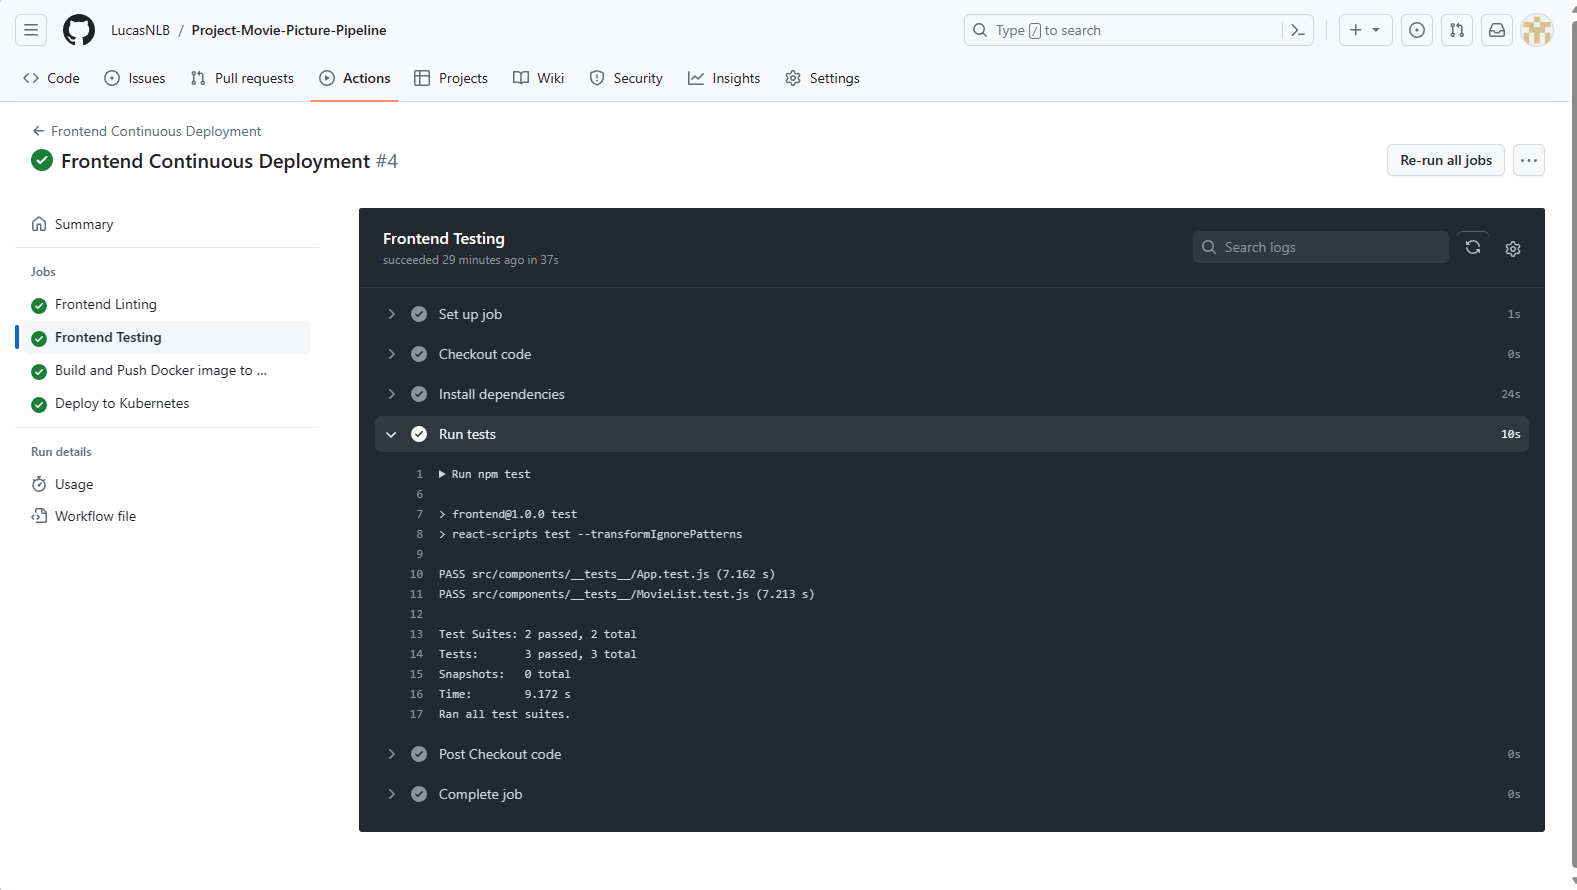 LucasNLB / Project-Movie-Picture-Pipeline
Type / to search
Code
Issues
Pull requests
Actions
Projects
Wiki
Security
Insights
Settings
Frontend Continuous Deployment
Frontend Continuous Deployment #4
Re-run all jobs
Summary
Jobs
Frontend Linting
Frontend Testing
Build and Push Docker image to ...
Deploy to Kubernetes
Run details
Usage
Workflow file
Frontend Testing
succeeded 29 minutes ago in 37s
Search logs
Set up job 1s
Checkout code 0s
Install dependencies 24s
Run tests 10s
1 ▶ Run npm test
6
7 > frontend@1.0.0 test
8 > react-scripts test --transformIgnorePatterns
9
10 PASS src/components/__tests__/App.test.js (7.162 s)
11 PASS src/components/__tests__/MovieList.test.js (7.213 s)
12
13 Test Suites: 2 passed, 2 total
14 Tests: 3 passed, 3 total
15 Snapshots: 0 total
16 Time: 9.172 s
17 Ran all test suites.
Post Checkout code 0s
Complete job 0s